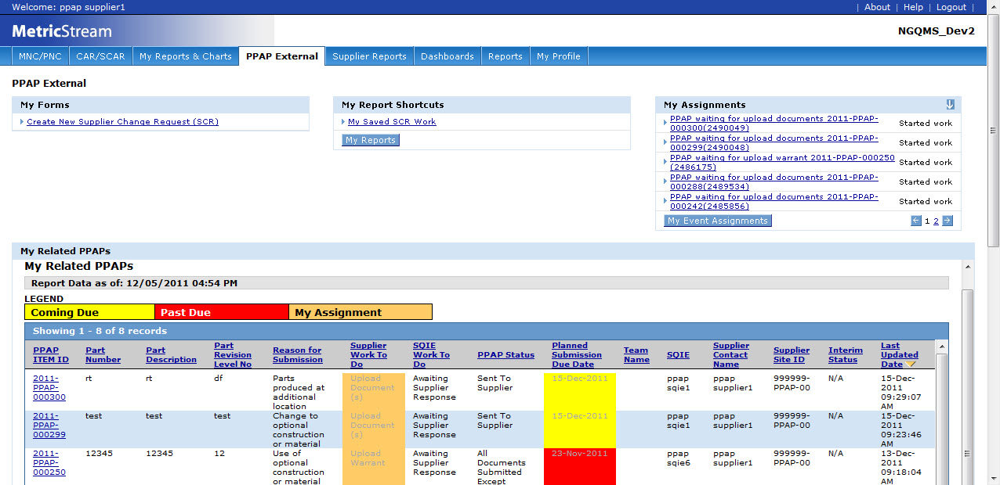 Welcome: ppap supplier1
| About | Help | Logout |
MetricStream
NGQMS_Dev2
MNC/PNC
CAR/SCAR
My Reports & Charts
PPAP External
Supplier Reports
Dashboards
Reports
My Profile
PPAP External
My Forms
Create New Supplier Change Request (SCR)
My Report Shortcuts
My Saved SCR Work
My Reports
My Assignments
PPAP waiting for upload documents 2011-PPAP-
000300(2490049)
Started work
PPAP waiting for upload documents 2011-PPAP-
000299(2490048)
Started work
PPAP waiting for upload warrant 2011-PPAP-000250
(2486175)
Started work
PPAP waiting for upload documents 2011-PPAP-
000288(2489534)
Started work
PPAP waiting for upload documents 2011-PPAP-
000242(2485856)
Started work
My Event Assignments
1 2
My Related PPAPs
My Related PPAPs
Report Data as of: 12/05/2011 04:54 PM
LEGEND
Coming Due
Past Due
My Assignment
Showing 1 - 8 of 8 records
PPAP
ITEM ID
Part
Number
Part
Description
Part
Revision
Level No
Reason for
Submission
Supplier
Work To
Do
SQIE
Work To
Do
PPAP Status
Planned
Submission
Due Date
Team
Name
SQIE
Supplier
Contact
Name
Supplier
Site ID
Interim
Status
Last
Updated
Date
2011-
PPAP-
000300
rt
rt
df
Parts
produced at
additional
location
Upload
Document
(s)
Awaiting
Supplier
Response
Sent To
Supplier
15-Dec-2011
ppap
sqie1
ppap
supplier1
999999-
PPAP-00
N/A
15-Dec-
2011
09:29:07
AM
2011-
PPAP-
000299
test
test
test
Change to
optional
construction
or material
Upload
Document
(s)
Awaiting
Supplier
Response
Sent To
Supplier
15-Dec-2011
ppap
sqie1
ppap
supplier1
999999-
PPAP-00
N/A
15-Dec-
2011
09:23:46
AM
2011-
PPAP-
000250
12345
12345
12
Use of
optional
construction
or material
Upload
Warrant
Awaiting
Supplier
Response
All
Documents
Submitted
Except
23-Nov-2011
ppap
sqie6
ppap
supplier1
999999-
PPAP-00
N/A
13-Dec-
2011
09:18:04
AM